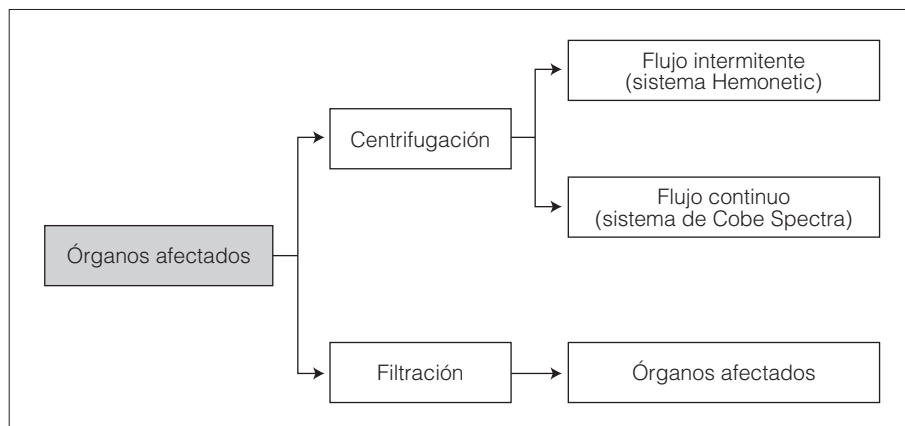 Flujo intermitente
(sistema Hemonetic)
Centrifugación
Flujo continuo
(sistema de Cobe Spectra)
Órganos afectados
Filtración
Órganos afectados